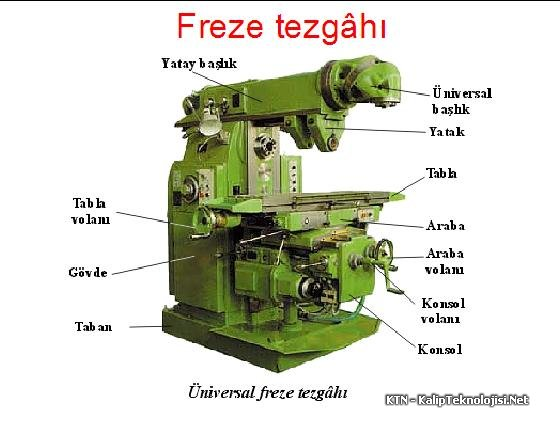 Freze tezgâhı
Yatay başlık
Üniversal
başlık
Yatak
Tabla
Tabla
volanı
Araba
Araba
volanı
Gövde
Konsol
volanı
Taban
Konsol
Üniversal freze tezgâhı
KTN - KalipTeknolojisi.Net